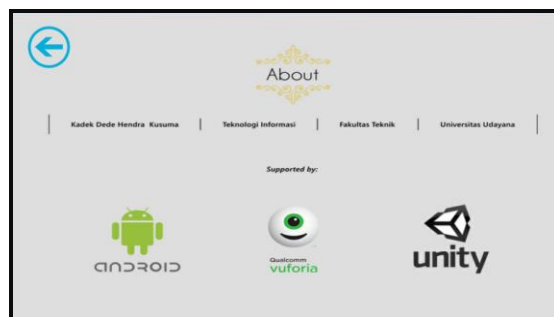 About
Kadek Dede Hendra Kusuma | Teknologi Informasi | Fakultas Teknik | Universitas Udayana
Supported by:
ANDROID
Qualcomm
vuforia
unity